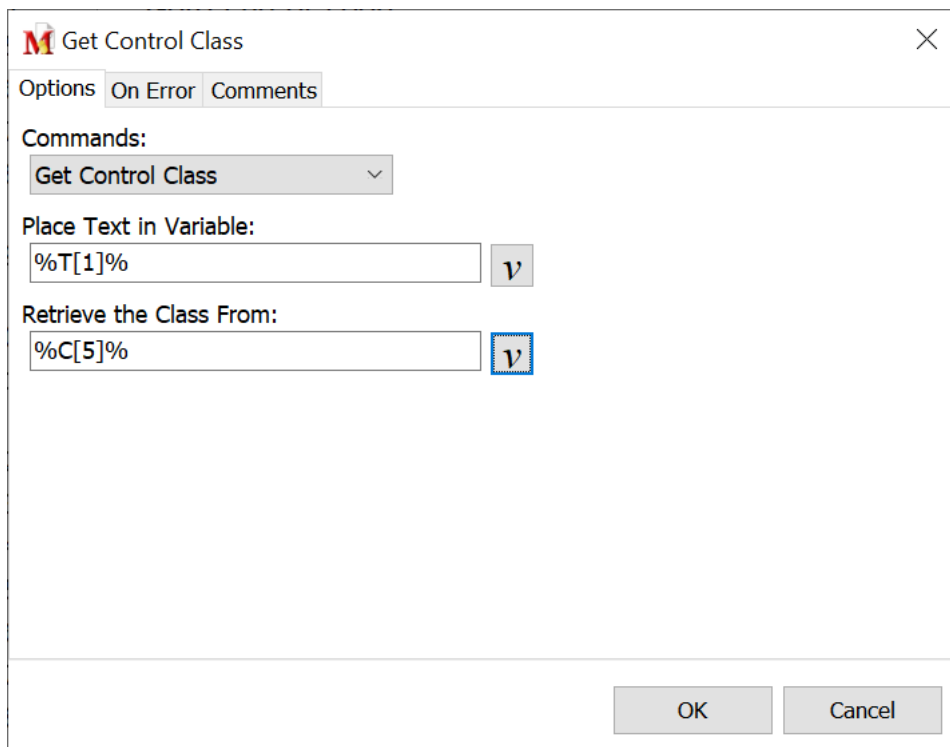 Get Control Class
Options On Error Comments
Commands:
Get Control Class
Place Text in Variable:
%T[1]%
v
Retrieve the Class From:
%C[5]%
v
OK Cancel